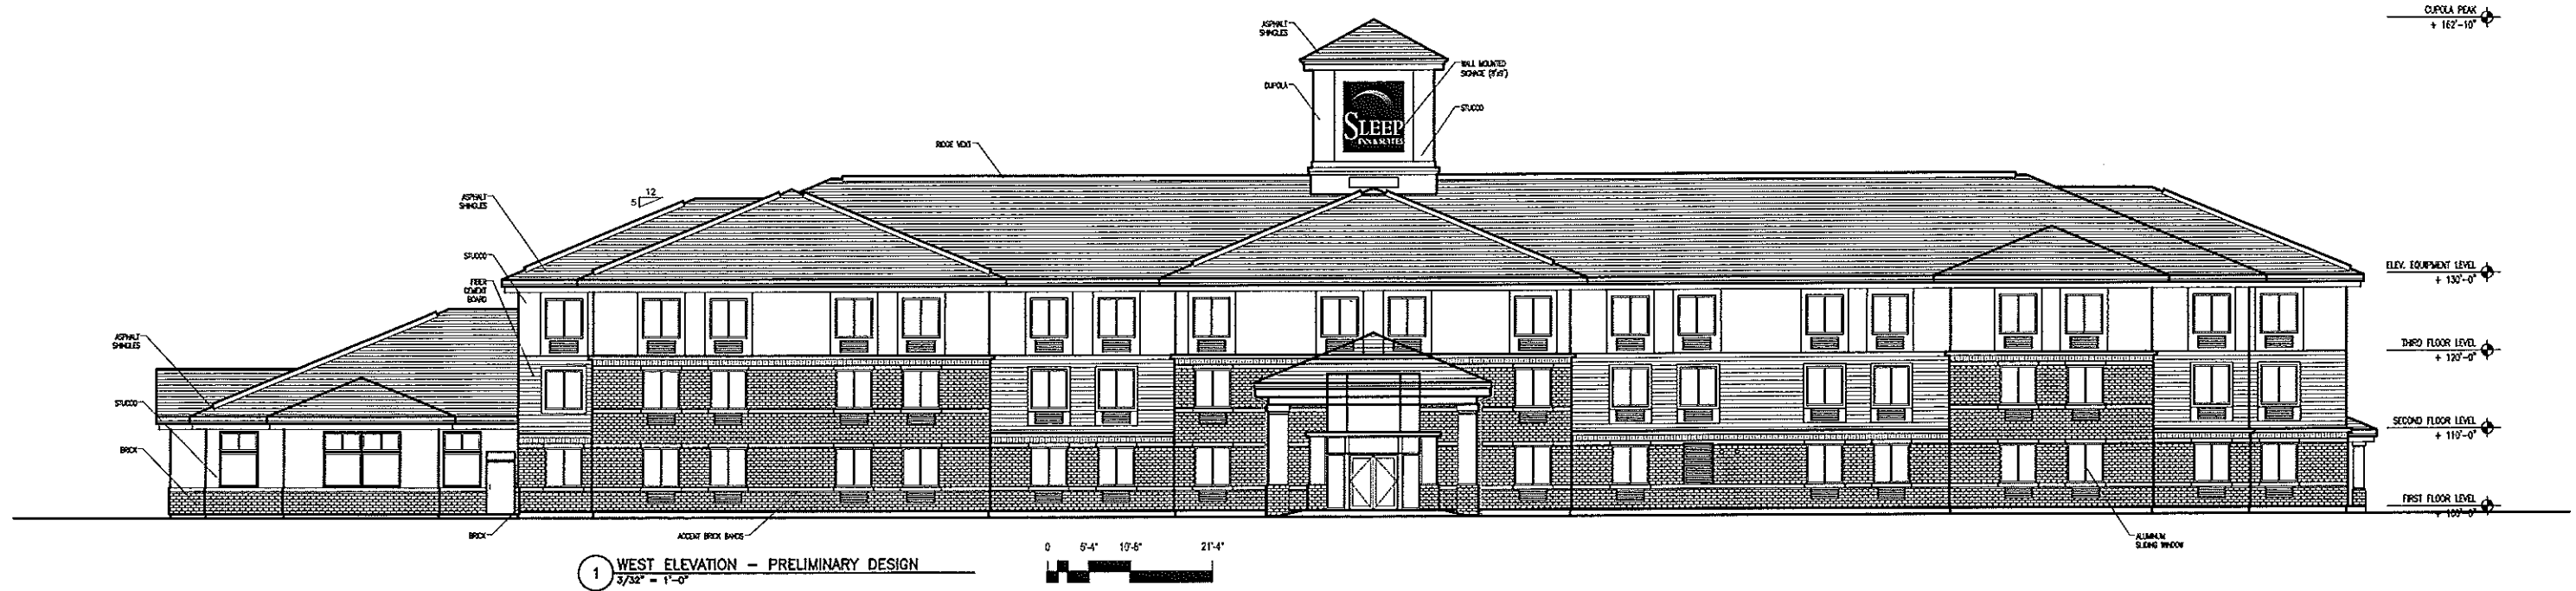 CUPOLA PEAK
+ 162'-10"
ASPHALT
SHINGLES
WALL MOUNTED
SIGNAGE (8'x8')
CUPOLA
STUCCO
SLEEP
INN & SUITES
RIDGE VENT
12
5
ASPHALT
SHINGLES
STUCCO
FIBER
CEMENT
BOARD
ELEV. EQUIPMENT LEVEL
+ 130'-0"
ASPHALT
SHINGLES
THIRD FLOOR LEVEL
+ 120'-0"
STUCCO
SECOND FLOOR LEVEL
+ 110'-0"
BRICK
FIRST FLOOR LEVEL
+ 100'-0"
BRICK
ACCENT BRICK BANDS
ALUMINUM
SLIDING WINDOW
0 5'-4" 10'-8" 21'-4"
1 WEST ELEVATION - PRELIMINARY DESIGN
3/32" = 1'-0"